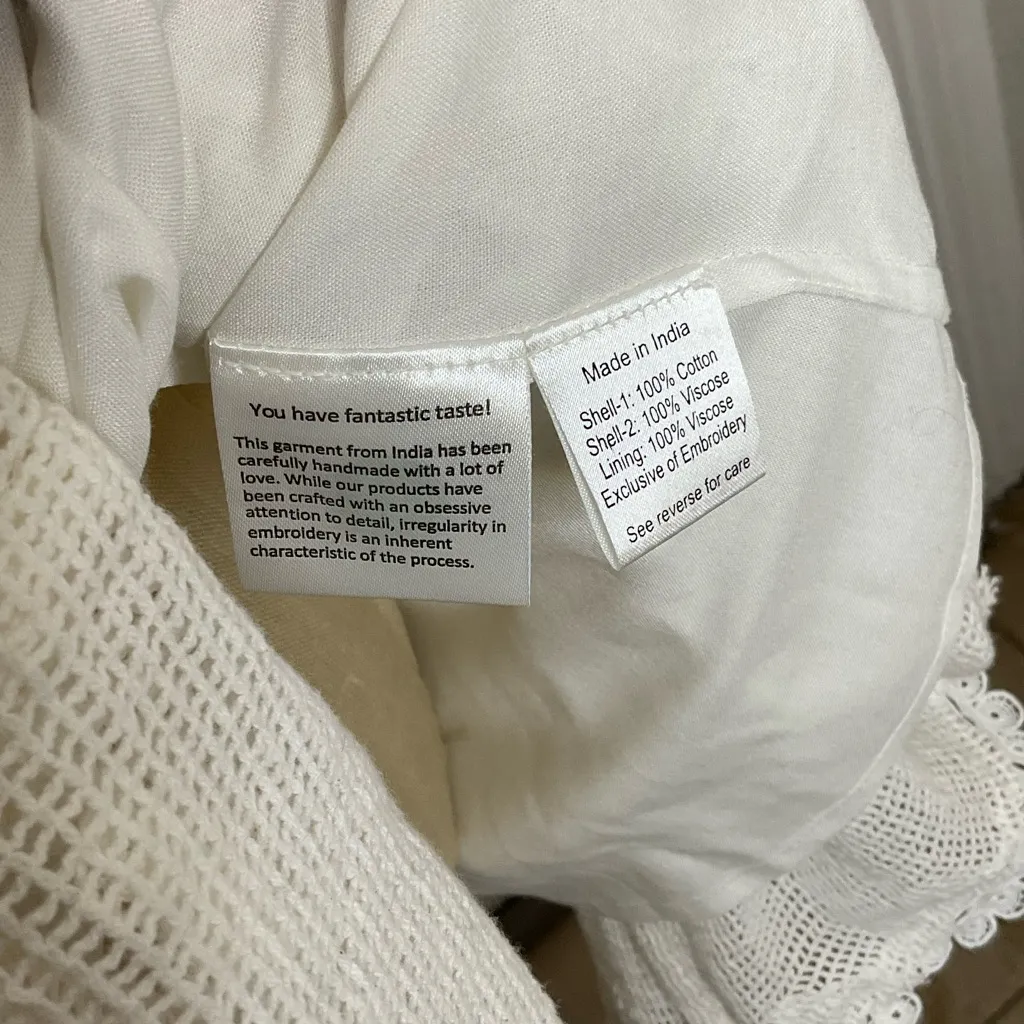 You have fantastic taste!
This garment from India has been
carefully handmade with a lot of
love. While our products have
been crafted with an obsessive
attention to detail, irregularity in
embroidery is an inherent
characteristic of the process.
Made in India
Shell-1: 100% Cotton
Shell-2: 100% Viscose
Lining: 100% Viscose
Exclusive of Embroidery
See reverse for care